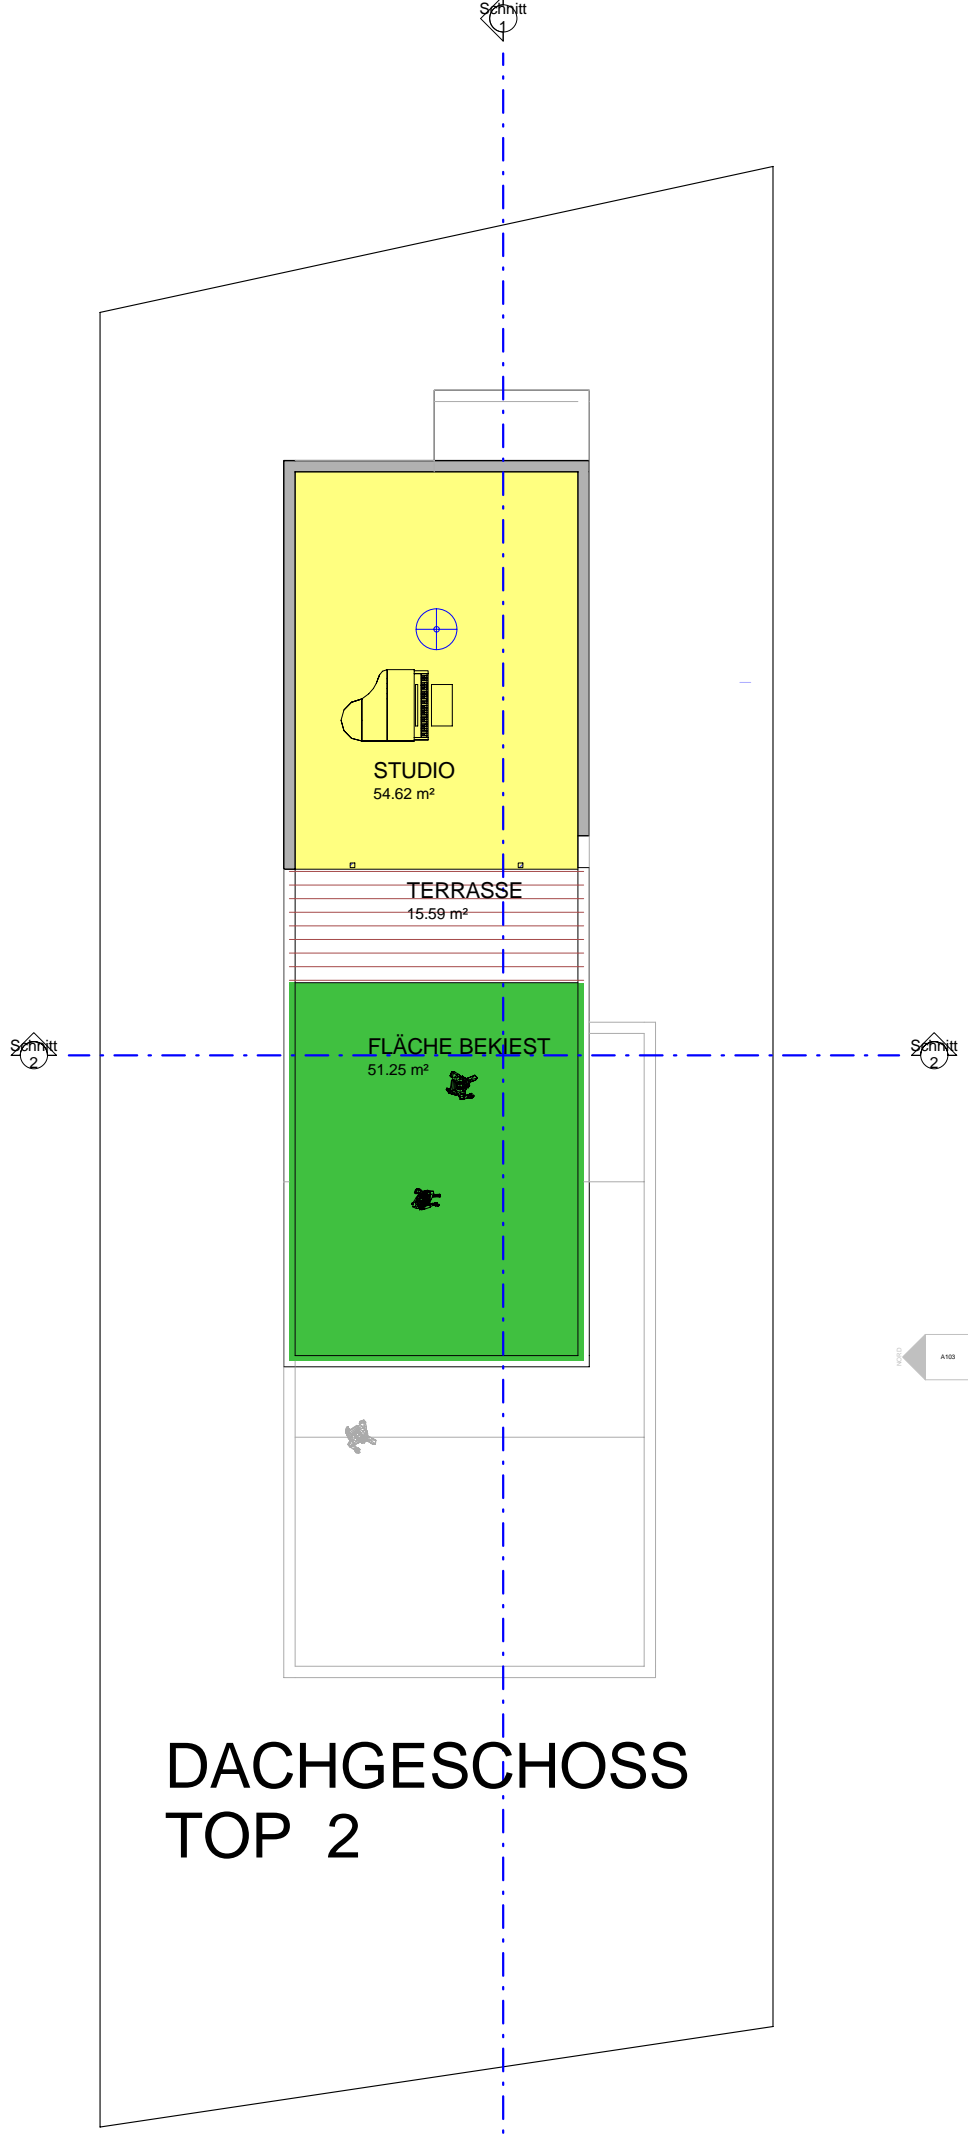 Schnitt
1
STUDIO
54.62 m²
TERRASSE
15.59 m²
FLÄCHE BEKIEST
51.25 m²
Schnitt
2
Schnitt
2
NORD
A103
DACHGESCHOSS
TOP 2